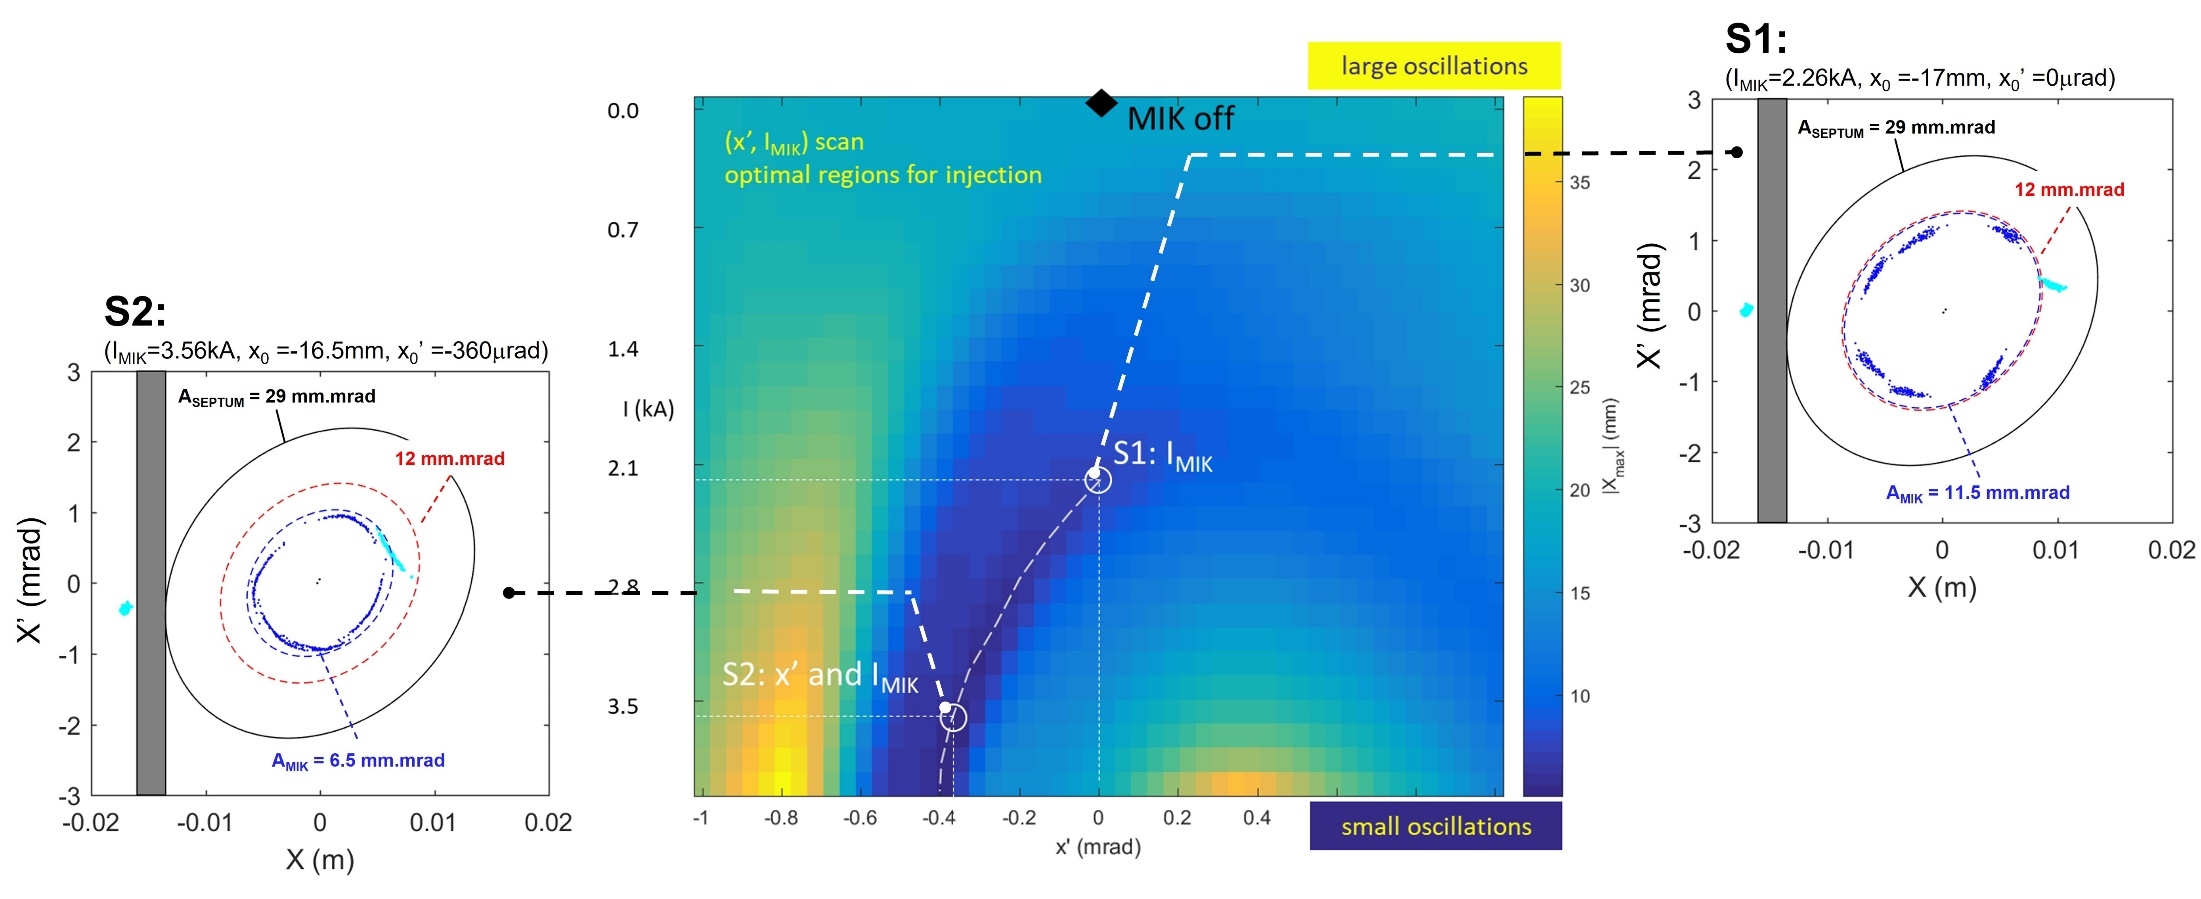 S2:
(I_MIK=3.56kA, x₀ =-16.5mm, x₀' =-360μrad)
3
2
1
0
-1
-2
-3
X' (mrad)
A_SEPTUM = 29 mm.mrad
12 mm.mrad
A_MIK = 6.5 mm.mrad
-0.02
-0.01
0
0.01
0.02
X (m)
large oscillations
MIK off
(x', I_MIK) scan
optimal regions for injection
0.0
0.7
1.4
I (kA)
2.1
2.8
3.5
S1: I_MIK
S2: x' and I_MIK
-1
-0.8
-0.6
-0.4
-0.2
0
0.2
0.4
x' (mrad)
small oscillations
35
30
25
20
15
10
|X_max| (mm)
S1:
(I_MIK=2.26kA, x₀ =-17mm, x₀' =0μrad)
3
2
1
0
-1
-2
-3
X' (mrad)
A_SEPTUM = 29 mm.mrad
12 mm.mrad
A_MIK = 11.5 mm.mrad
-0.02
-0.01
0
0.01
0.02
X (m)